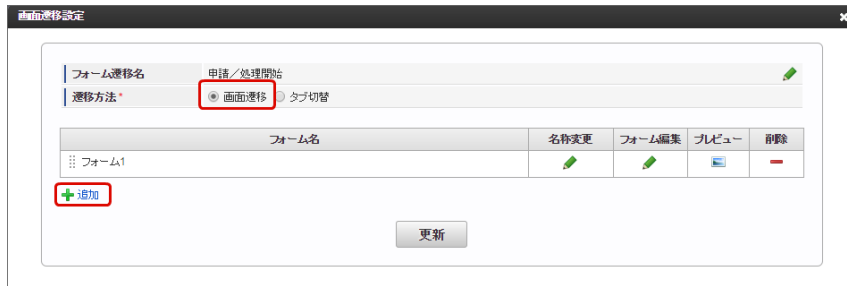 画面遷移設定
フォーム遷移名 申請／処理開始
遷移方法* 画面遷移 タブ切替
フォーム名 名称変更 フォーム編集 プレビュー 削除
フォーム1
追加
更新